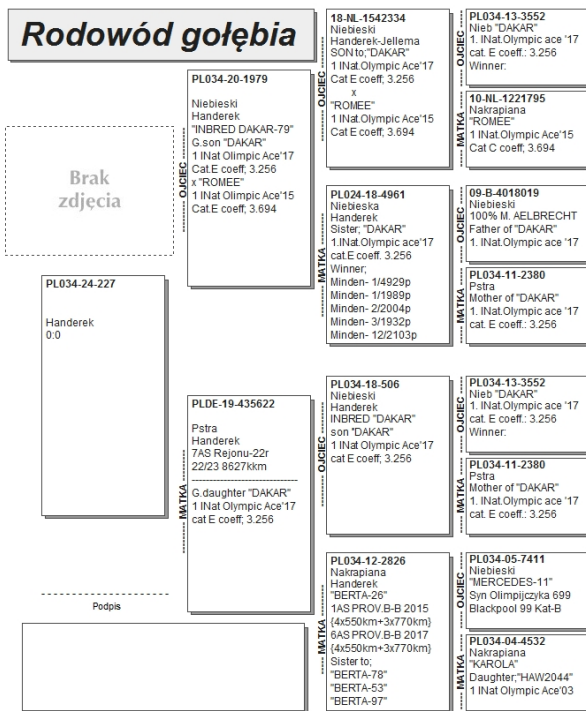 Rodowód gołębia
Brak
zdjęcia
PL034-24-227
Handerek
0:0
Podpis
OJCIEC
PL034-20-1979
Niebieski
Handerek
"INBRED DAKAR-79"
G.son "DAKAR"
1 INat Olimpic Ace'17
Cat.E coeff; 3.256
x "ROMEE"
1 INat Olimpic Ace'15
Cat.E coeff; 3.694
MATKA
PLDE-19-435622
Pstra
Handerek
7AS Rejonu-22r
22/23 8627kkm
------------------------------
G.daughter "DAKAR"
1 INat Olimpic Ace'17
cat E coeff; 3.256
OJCIEC
18-NL-1542334
Niebieski
Handerek-Jellema
SON to;"DAKAR"
1 INat.Olympic Ace'17
Cat E coeff; 3.256
x
"ROMEE"
1 INat.Olympic Ace'15
Cat E coeff; 3.694
MATKA
PL024-18-4961
Niebieska
Handerek
Sister; "DAKAR"
1.INat.Olympic ace'17
cat.E coeff. 3.256
Winner;
Minden- 1/4929p
Minden- 1/1989p
Minden- 2/2004p
Minden- 3/1932p
Minden- 12/2103p
OJCIEC
PL034-18-506
Niebieski
Handerek
INBRED "DAKAR"
son "DAKAR"
1 INat Olimpic Ace'17
cat E coeff; 3.256
MATKA
PL034-12-2826
Nakrapiana
Handerek
"BERTA-26"
1AS PROV.B-B 2015
{4x550km+3x770km}
6AS PROV.B-B 2017
{4x550km+3x770km}
Sister to;
"BERTA-78"
"BERTA-53"
"BERTA-97"
OJCIEC
PL034-13-3552
Nieb "DAKAR"
1. INat.Olympic ace '17
cat. E coeff.: 3.256
Winner:
MATKA
10-NL-1221795
Nakrapiana
"ROMEE"
1 INat.Olympic Ace'15
Cat C coeff; 3.694
OJCIEC
09-B-4018019
Niebieski
100% M. AELBRECHT
Father of "DAKAR"
1. INat.Olympic ace '17
MATKA
PL034-11-2380
Pstra
Mother of "DAKAR"
1. INat.Olympic ace '17
cat. E coeff.: 3.256
OJCIEC
PL034-13-3552
Nieb "DAKAR"
1. INat.Olympic ace '17
cat. E coeff.: 3.256
Winner:
MATKA
PL034-11-2380
Pstra
Mother of "DAKAR"
1. INat.Olympic ace '17
cat. E coeff.: 3.256
OJCIEC
PL034-05-7411
Niebieski
"MERCEDES-11"
Syn Olimpijczyka 699
Blackpool 99 Kat-B
MATKA
PL034-04-4532
Nakrapiana
"KAROLA"
Daughter;"HAW2044"
1 INat Olympic Ace'03